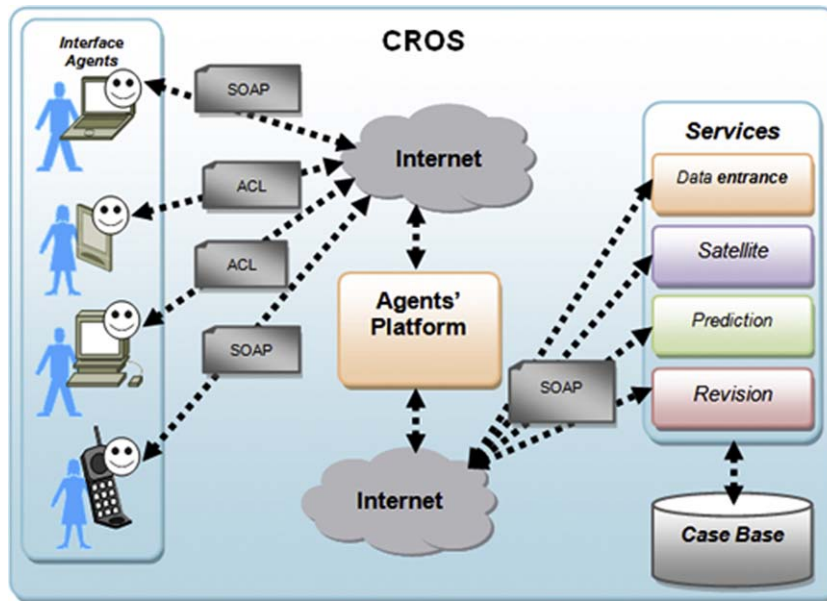 CROS
Interface
Agents
SOAP
ACL
ACL
SOAP
Internet
Agents'
Platform
Internet
SOAP
Services
Data entrance
Satellite
Prediction
Revision
Case Base